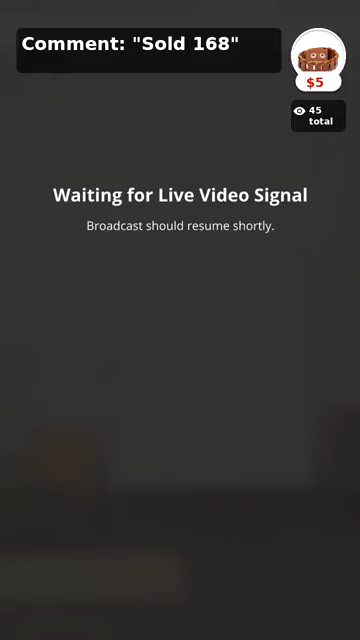 Comment: "Sold 168"
$5
45
total
Waiting for Live Video Signal
Broadcast should resume shortly.